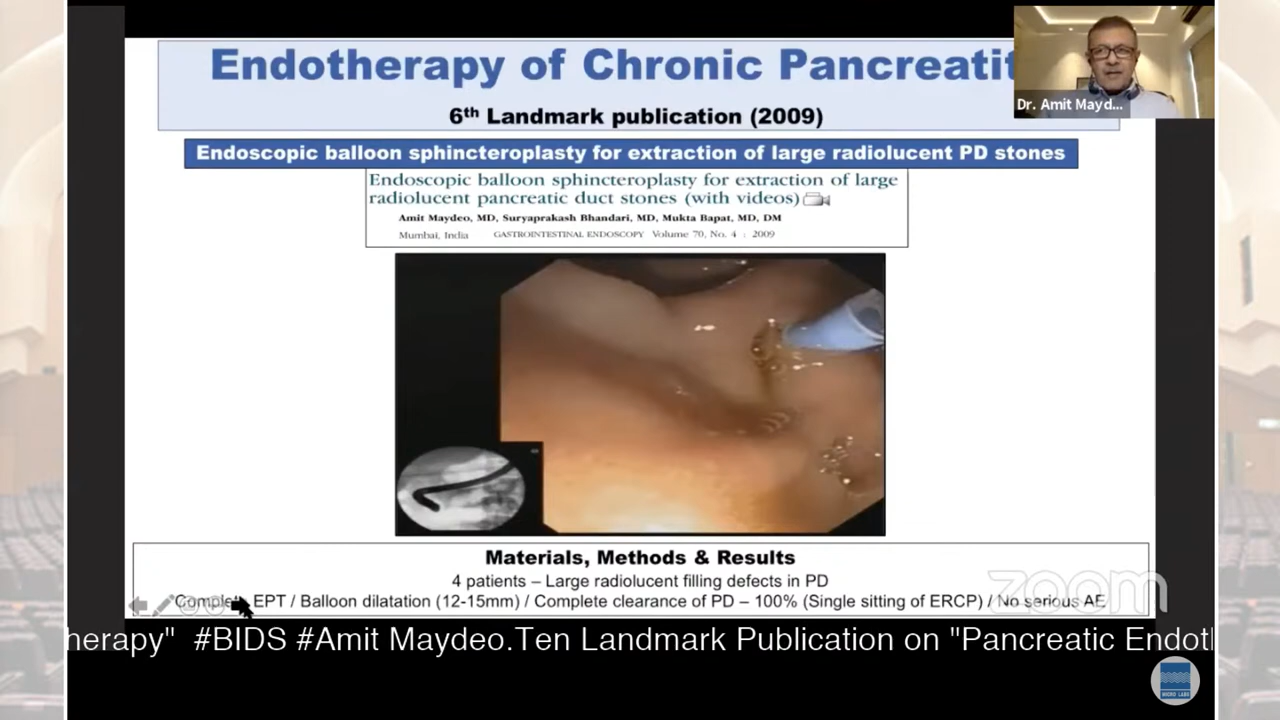 Endotherapy of Chronic Pancreatit
6th Landmark publication (2009)
Dr. Amit Mayd...
Endoscopic balloon sphincteroplasty for extraction of large radiolucent PD stones
Endoscopic balloon sphincteroplasty for extraction of large
radiolucent pancreatic duct stones (with videos)
Amit Maydeo, MD, Suryaprakash Bhandari, MD, Mukta Bapat, MD, DM
Mumbai, India GASTROINTESTINAL ENDOSCOPY Volume 70, No. 4 : 2009
Materials, Methods & Results
4 patients – Large radiolucent filling defects in PD
Complete EPT / Balloon dilatation (12-15mm) / Complete clearance of PD – 100% (Single sitting of ERCP) / No serious AE
zoom
herapy" #BIDS #Amit Maydeo.Ten Landmark Publication on "Pancreatic Endot
MICRO LABS